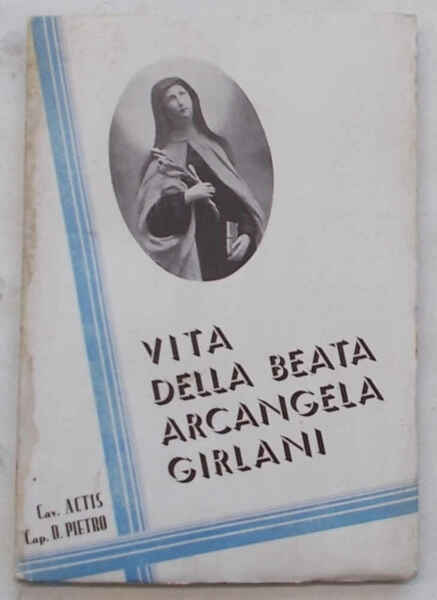 VITA
DELLA BEATA
ARCANGELA
GIRLANI
Cav. ACTIS
Cap. D. PIETRO